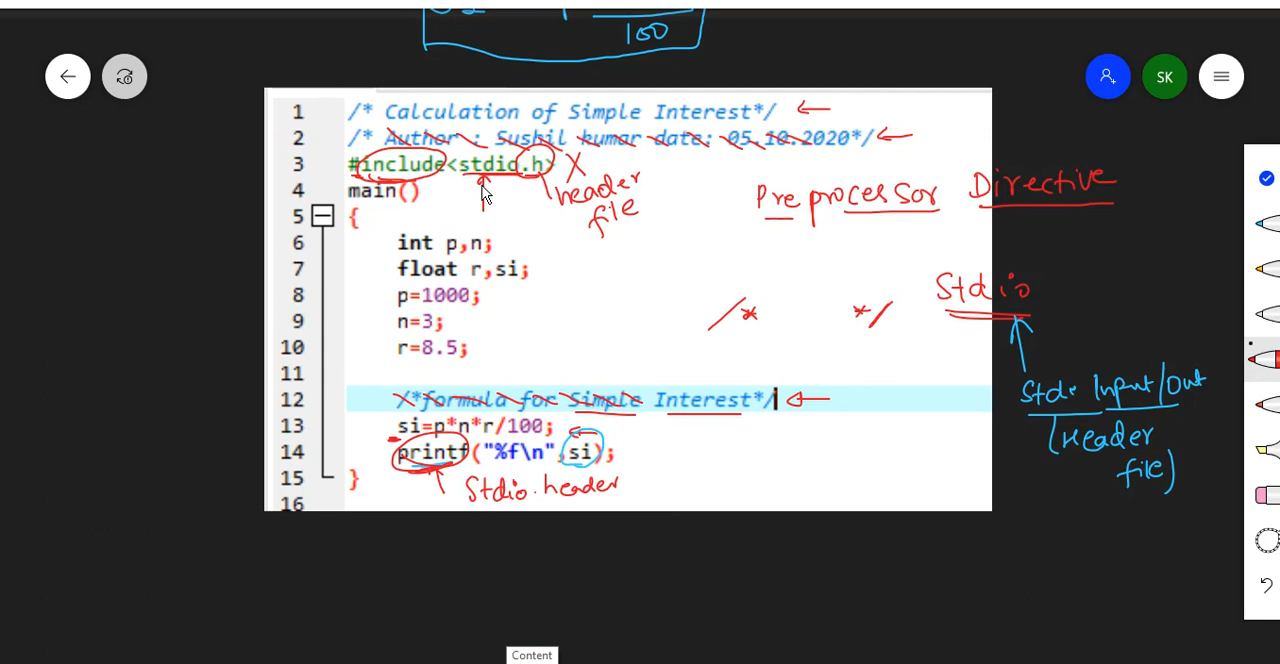 100
SK
1 /* Calculation of Simple Interest*/
2 /* Author : Sushil kumar date: 05.10.2020*/
3 #include<stdio.h>
header
file
4 main()
Preprocessor Directive
5 {
6 int p,n;
7 float r,si;
8 p=1000;
9 n=3;
10 r=8.5;
11
/* */
Stdio
Std. Input/Out
(Header
file)
12 /*formula for Simple Interest*/
13 si=p*n*r/100;
14 printf("%f\n",si);
15 }
Stdio.header
16
Content